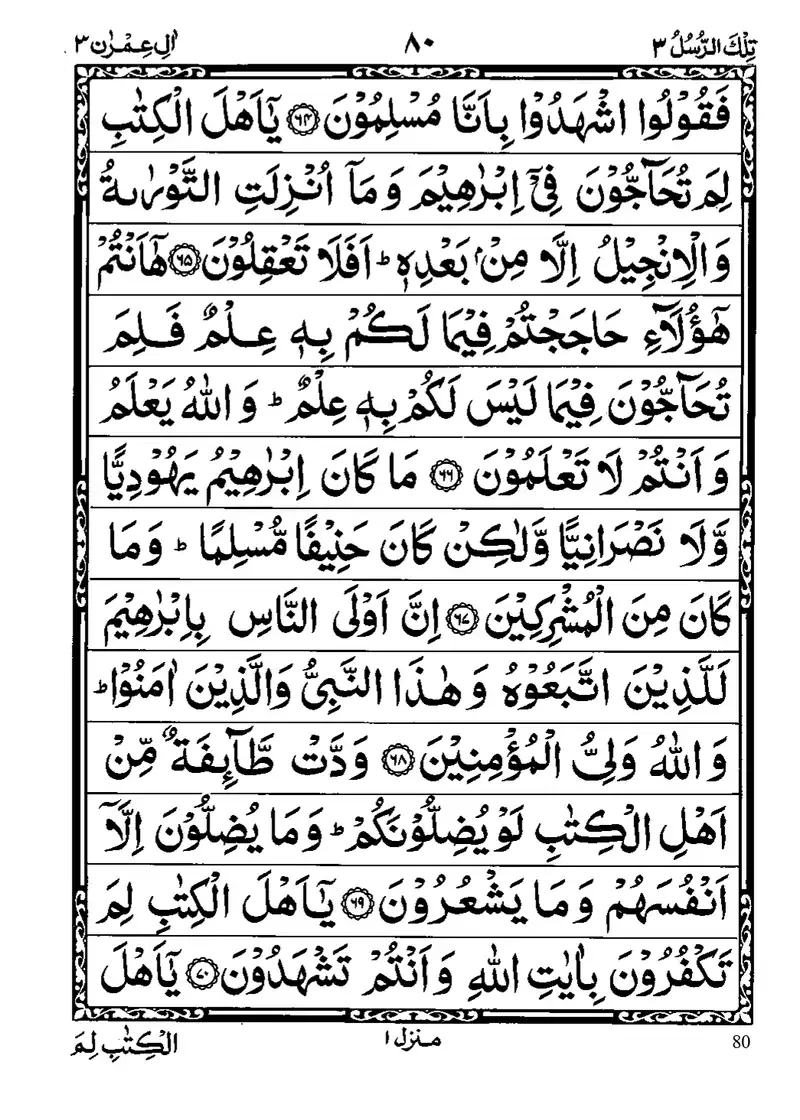 تِلْكَ الرُّسُلُ ٣ ٨٠ اٰلِ عِمْرٰن ٣
فَقُوْلُوا اشْهَدُوْا بِاَنَّا مُسْلِمُوْنَ ﴿٦٤﴾ يٰۤاَهْلَ الْكِتٰبِ
لِمَ تُحَآجُّوْنَ فِيْۤ اِبْرٰهِيْمَ وَ مَاۤ اُنْزِلَتِ التَّوْرٰىةُ
وَ الْاِنْجِيْلُ اِلَّا مِنْۢ بَعْدِهٖ ؕ اَفَلَا تَعْقِلُوْنَ ﴿٦٥﴾ هٰۤاَنْتُمْ
هٰۤؤُلَآءِ حَاجَجْتُمْ فِيْمَا لَكُمْ بِهٖ عِلْمٌ فَلِمَ
تُحَآجُّوْنَ فِيْمَا لَيْسَ لَكُمْ بِهٖ عِلْمٌ ؕ وَ اللّٰهُ يَعْلَمُ
وَ اَنْتُمْ لَا تَعْلَمُوْنَ ﴿٦٦﴾ مَا كَانَ اِبْرٰهِيْمُ يَهُوْدِيًّا
وَّلَا نَصْرَانِيًّا وَّلٰكِنْ كَانَ حَنِيْفًا مُّسْلِمًا ؕ وَ مَا
كَانَ مِنَ الْمُشْرِكِيْنَ ﴿٦٧﴾ اِنَّ اَوْلَى النَّاسِ بِاِبْرٰهِيْمَ
لَلَّذِيْنَ اتَّبَعُوْهُ وَ هٰذَا النَّبِيُّ وَالَّذِيْنَ اٰمَنُوْا ؕ
وَ اللّٰهُ وَلِيُّ الْمُؤْمِنِيْنَ ﴿٦٨﴾ وَدَّتْ طَّآئِفَةٌ مِّنْ
اَهْلِ الْكِتٰبِ لَوْ يُضِلُّوْنَكُمْ ؕ وَ مَا يُضِلُّوْنَ اِلَّاۤ
اَنْفُسَهُمْ وَ مَا يَشْعُرُوْنَ ﴿٦٩﴾ يٰۤاَهْلَ الْكِتٰبِ لِمَ
تَكْفُرُوْنَ بِاٰيٰتِ اللّٰهِ وَ اَنْتُمْ تَشْهَدُوْنَ ﴿٧٠﴾ يٰۤاَهْلَ
80 منزل ١ الْكِتٰبِ لِمَ